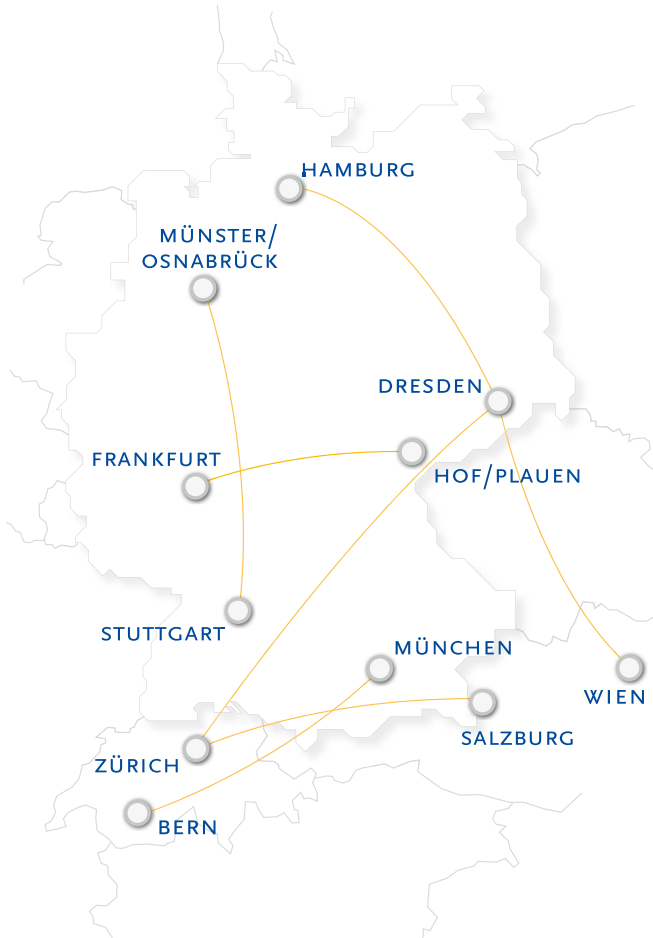 HAMBURG
MÜNSTER/
OSNABRÜCK
DRESDEN
FRANKFURT
HOF/PLAUEN
STUTTGART
MÜNCHEN
WIEN
SALZBURG
ZÜRICH
BERN